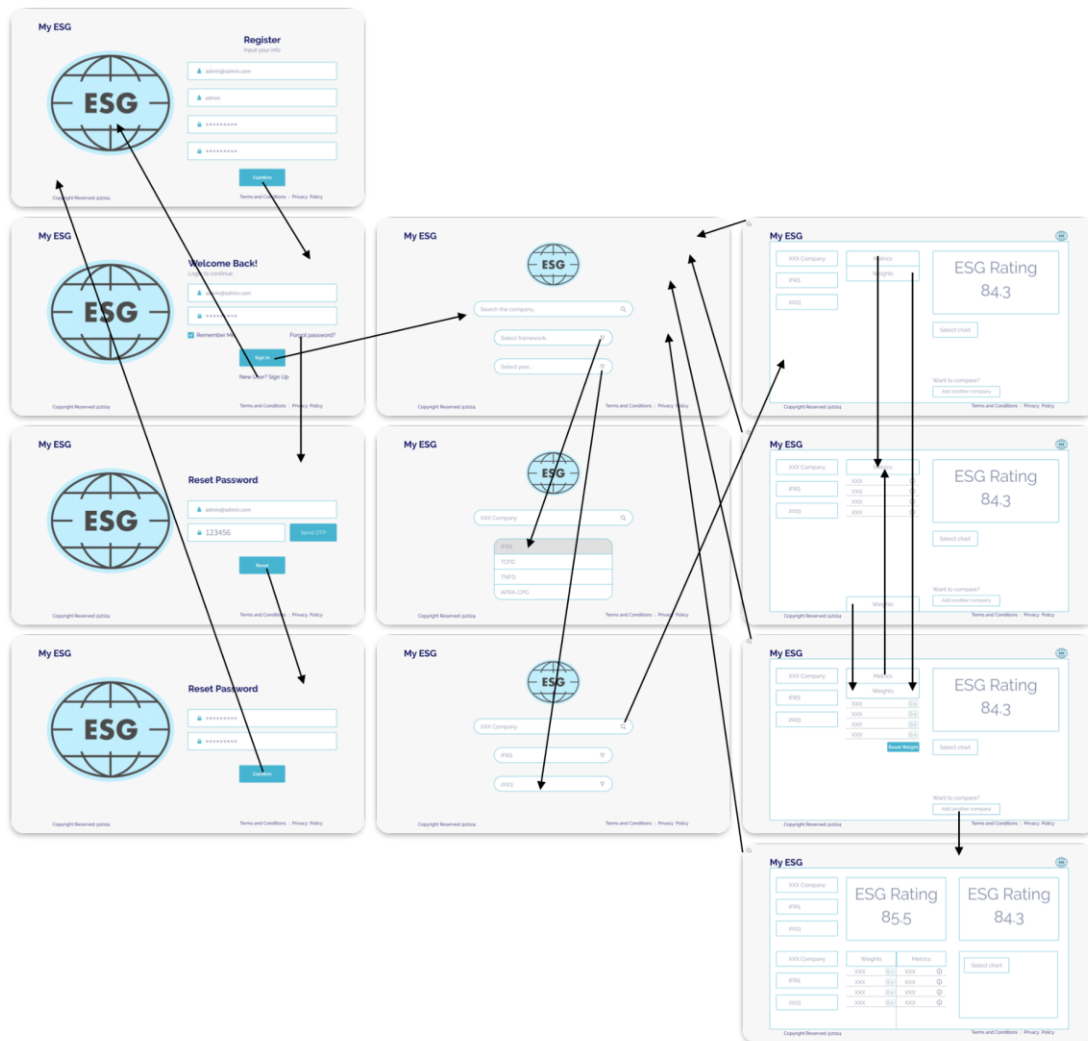 My ESG
ESG
Register
Input your info
admin@admin.com
admin
Confirm
Copyright Reserved @2024
Terms and Conditions | Privacy Policy
My ESG
ESG
Welcome Back!
Login to continue
admin@admin.com
Remember Me
Forgot password?
Sign in
New User? Sign Up
Copyright Reserved @2024
Terms and Conditions | Privacy Policy
My ESG
ESG
Reset Password
admin@admin.com
123456
Send OTP
Reset
Copyright Reserved @2024
Terms and Conditions | Privacy Policy
My ESG
ESG
Reset Password
Confirm
Copyright Reserved @2024
Terms and Conditions | Privacy Policy
My ESG
ESG
Search the company..
Select framework..
Select year..
Copyright Reserved @2024
Terms and Conditions | Privacy Policy
My ESG
ESG
XXX Company
IFRS
TCFD
TNFD
APRA-CPG
Copyright Reserved @2024
Terms and Conditions | Privacy Policy
My ESG
ESG
XXX Company
IFRS
2023
Copyright Reserved @2024
Terms and Conditions | Privacy Policy
My ESG
XXX Company
IFRS
2023
Metrics
Weights
ESG Rating
84.3
Select chart
Want to compare?
Add another company
Copyright Reserved @2024
Terms and Conditions | Privacy Policy
My ESG
XXX Company
IFRS
2023
Metrics
XXX
XXX
XXX
XXX
Weights
ESG Rating
84.3
Select chart
Want to compare?
Add another company
Copyright Reserved @2024
Terms and Conditions | Privacy Policy
My ESG
XXX Company
IFRS
2023
Metrics
Weights
XXX
XXX
XXX
XXX
Reset Weight
ESG Rating
84.3
Select chart
Want to compare?
Add another company
Copyright Reserved @2024
Terms and Conditions | Privacy Policy
My ESG
XXX Company
IFRS
2023
ESG Rating
85.5
ESG Rating
84.3
XXX Company
IFRS
2023
Weights Metrics
XXX XXX
XXX XXX
XXX XXX
XXX XXX
Select chart
Copyright Reserved @2024
Terms and Conditions | Privacy Policy